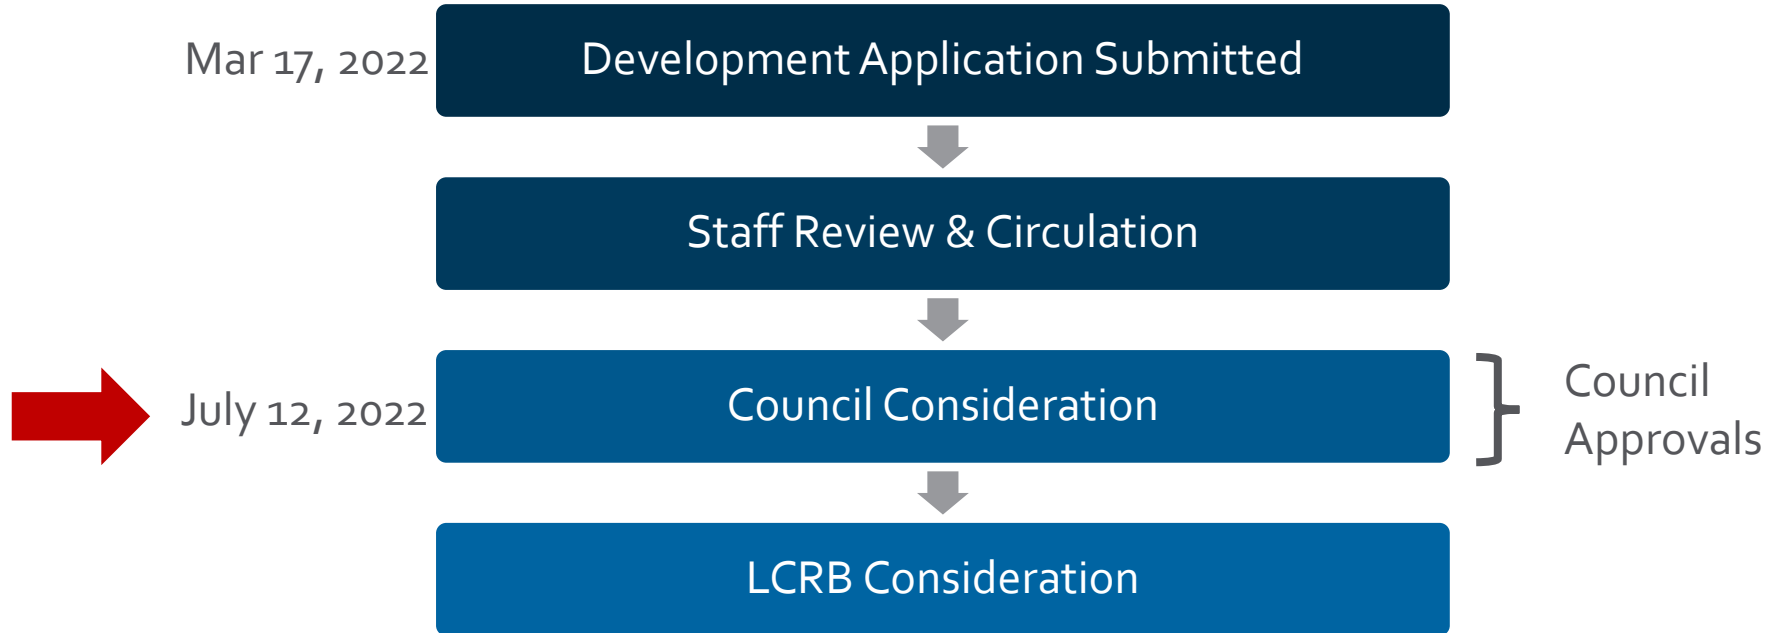 Mar 17, 2022
Development Application Submitted
Staff Review & Circulation
July 12, 2022
Council Consideration
Council
Approvals
LCRB Consideration